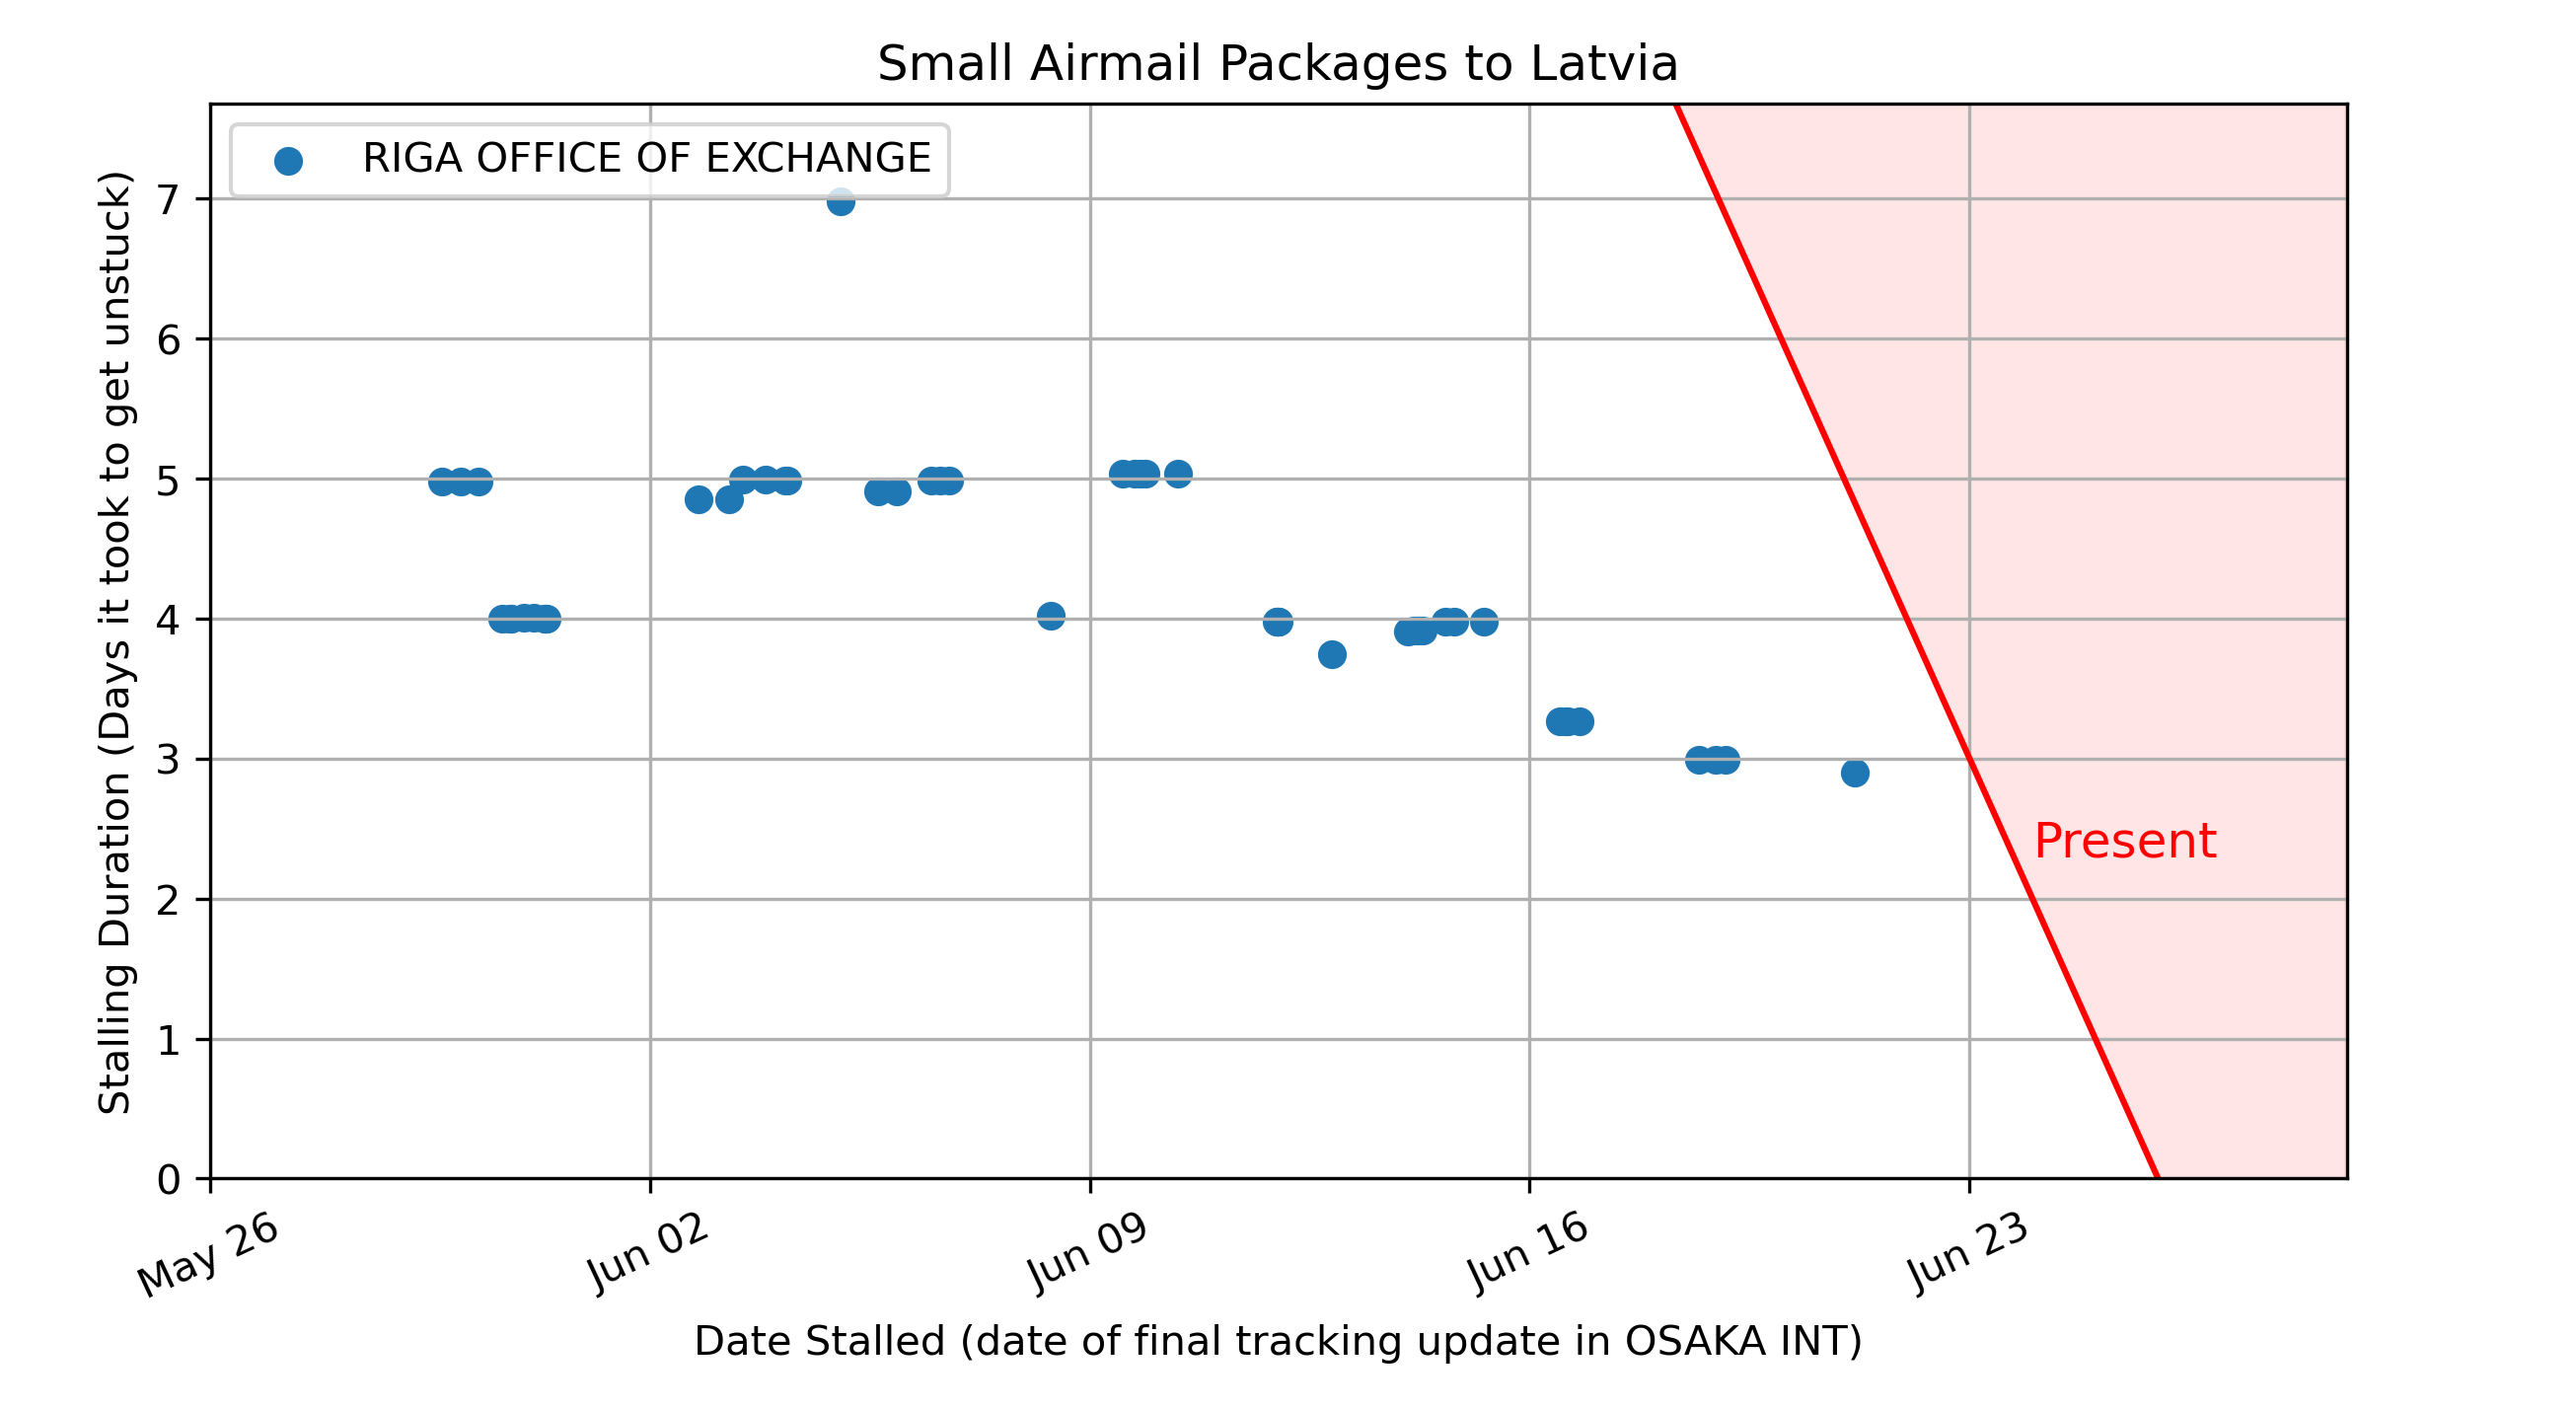 Small Airmail Packages to Latvia
RIGA OFFICE OF EXCHANGE
Stalling Duration (Days it took to get unstuck)
7
6
5
4
3
2
1
0
Present
May 26
Jun 02
Jun 09
Jun 16
Jun 23
Date Stalled (date of final tracking update in OSAKA INT)